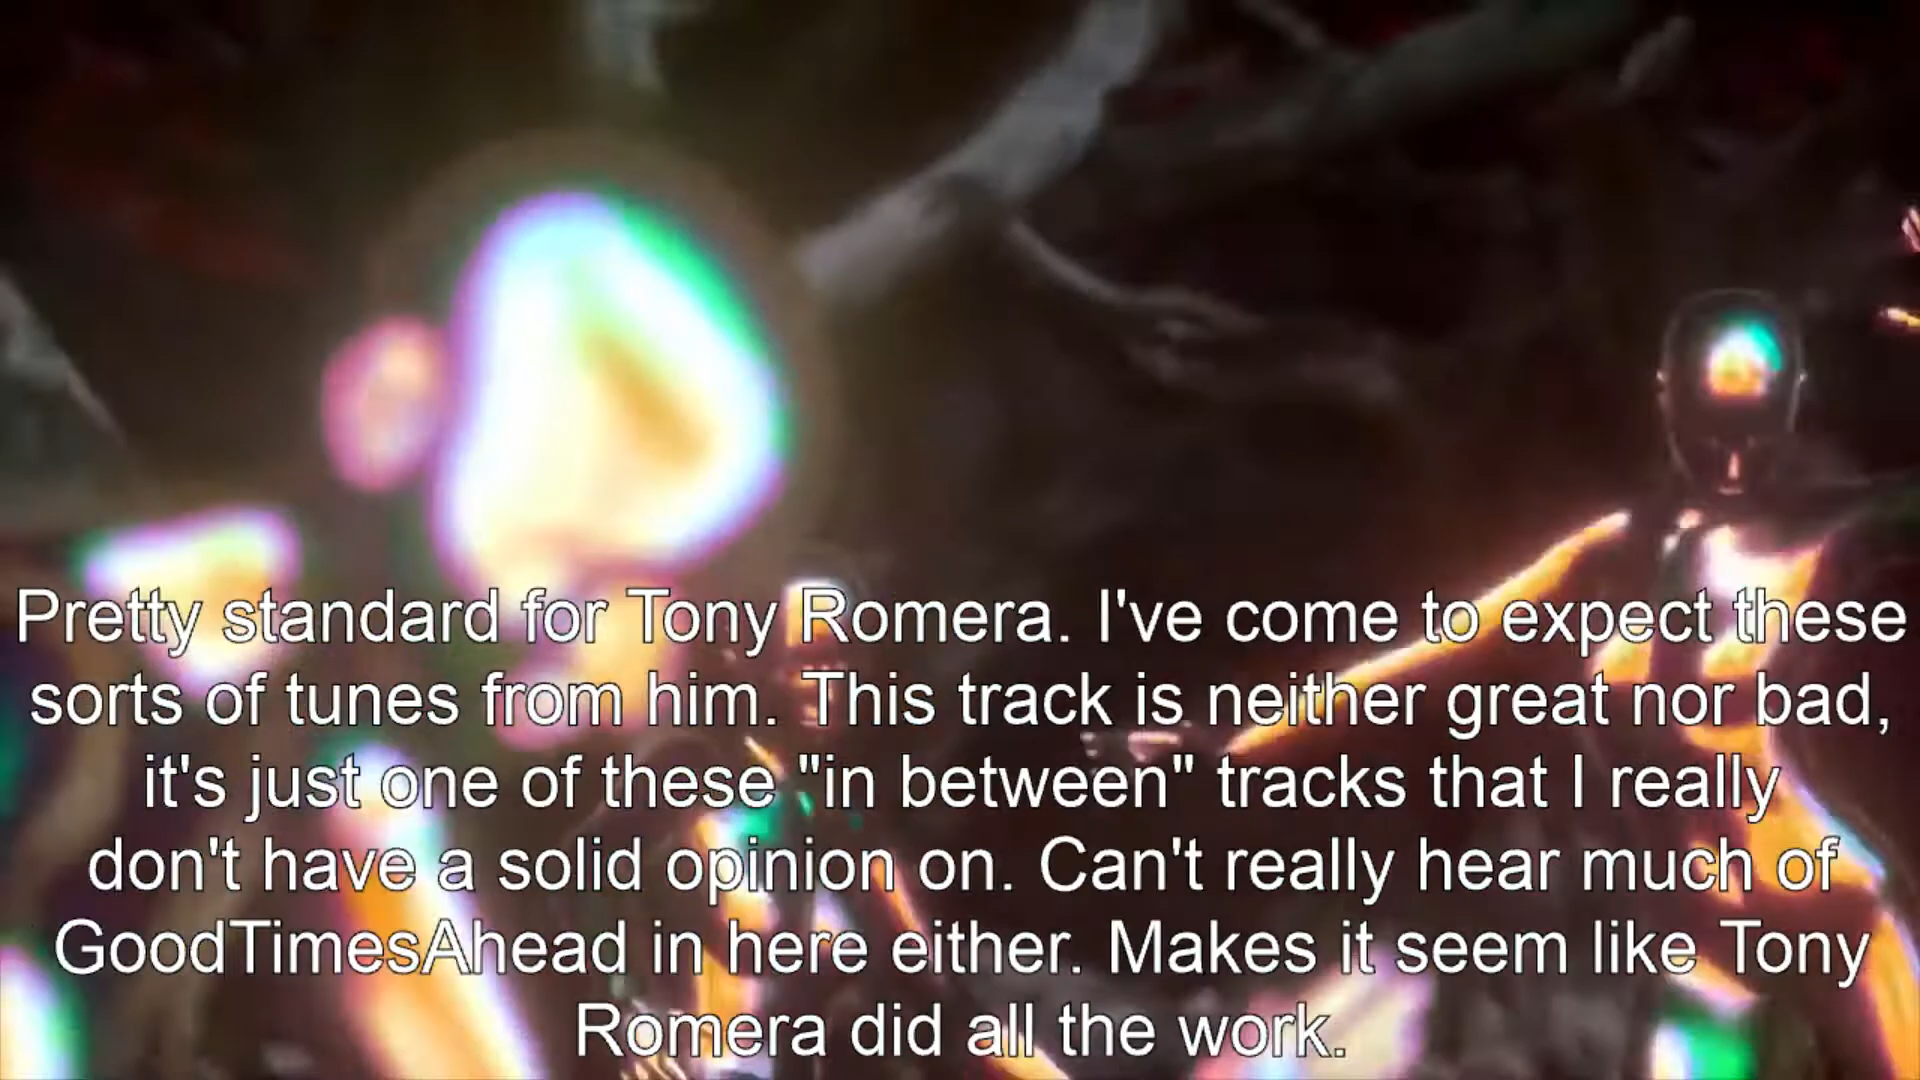 Pretty standard for Tony Romera. I've come to expect these
sorts of tunes from him. This track is neither great nor bad,
it's just one of these "in between" tracks that I really
don't have a solid opinion on. Can't really hear much of
GoodTimesAhead in here either. Makes it seem like Tony
Romera did all the work.